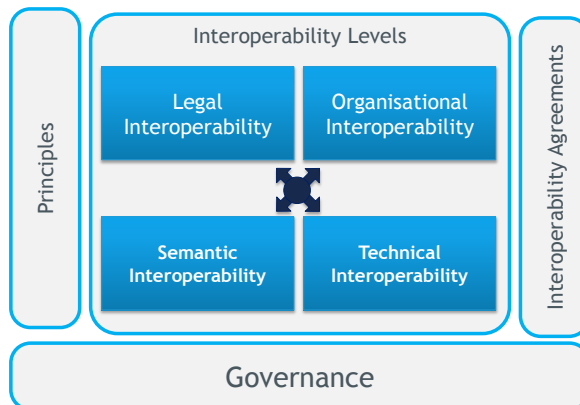 Interoperability Levels
Principles
Legal
Interoperability
Organisational
Interoperability
Semantic
Interoperability
Technical
Interoperability
Interoperability Agreements
Governance